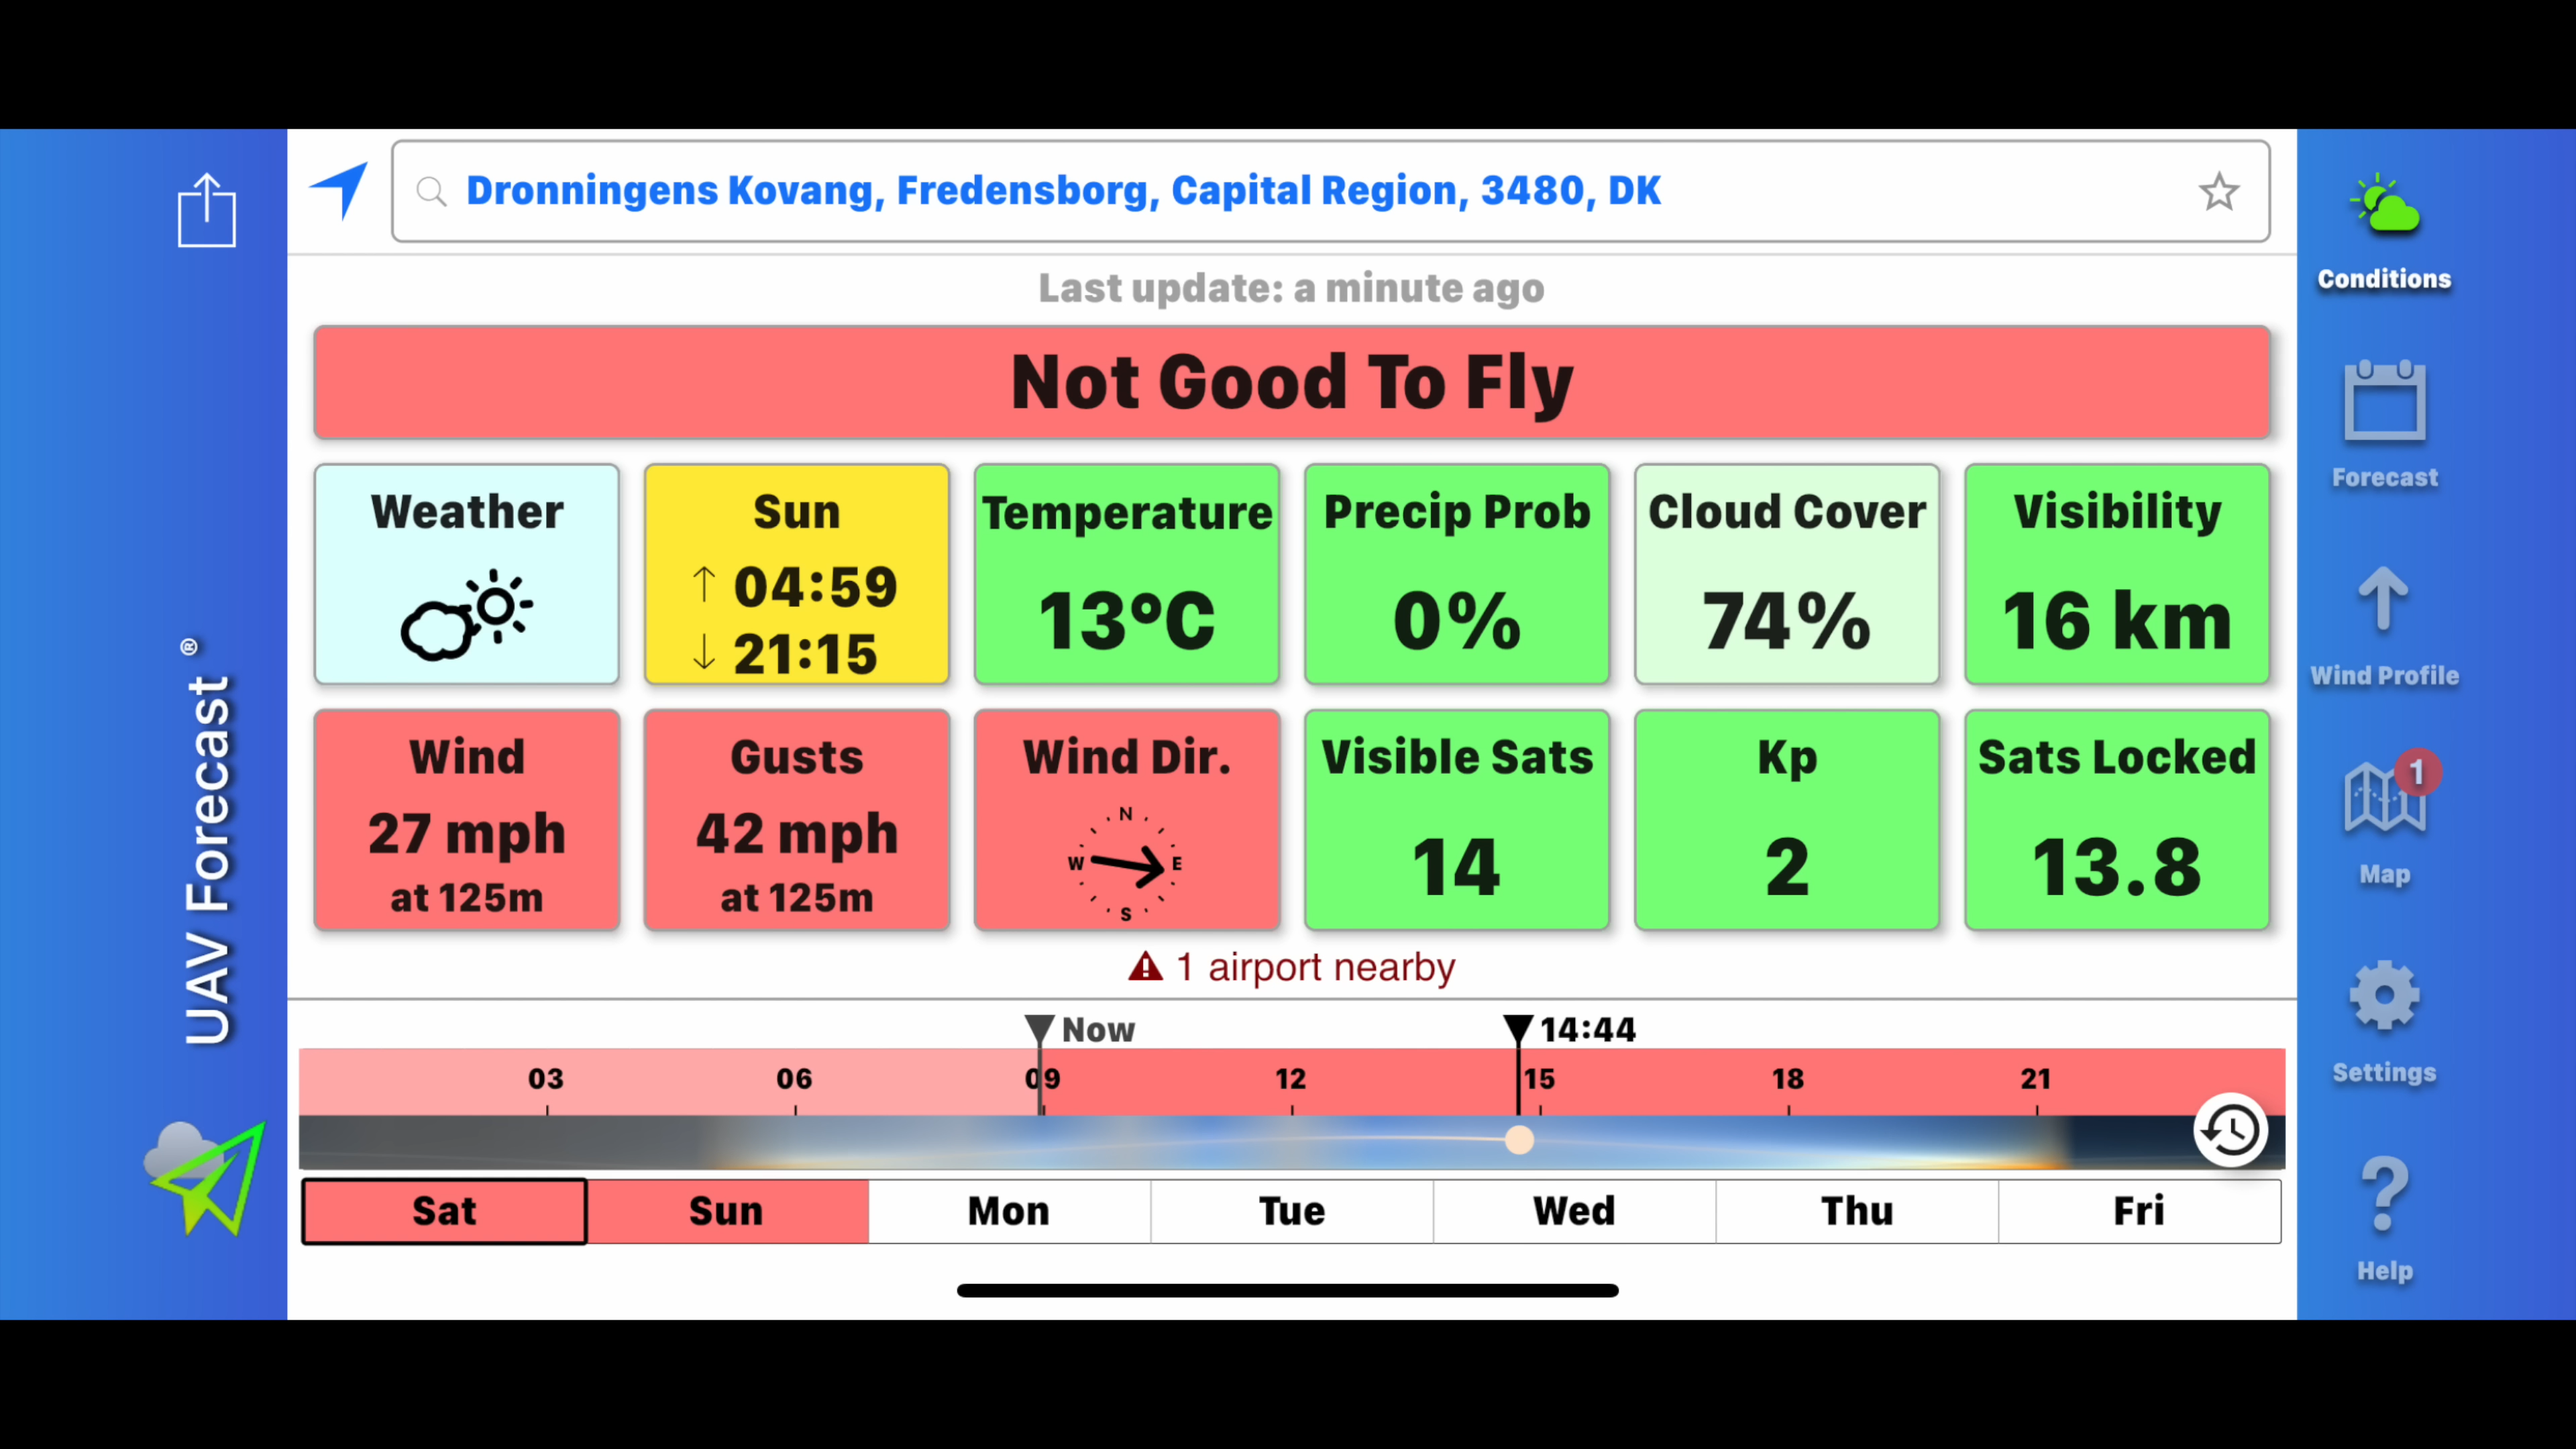 Dronningens Kovang, Fredensborg, Capital Region, 3480, DK
Last update: a minute ago
Not Good To Fly
Weather
Sun
↑ 04:59
↓ 21:15
Temperature
13°C
Precip Prob
0%
Cloud Cover
74%
Visibility
16 km
Wind
27 mph
at 125m
Gusts
42 mph
at 125m
Wind Dir.
N
W E
S
Visible Sats
14
Kp
2
Sats Locked
13.8
1 airport nearby
Now 14:44
03 06 09 12 15 18 21
Sat Sun Mon Tue Wed Thu Fri
UAV Forecast ®
Conditions
Forecast
Wind Profile
1
Map
Settings
Help